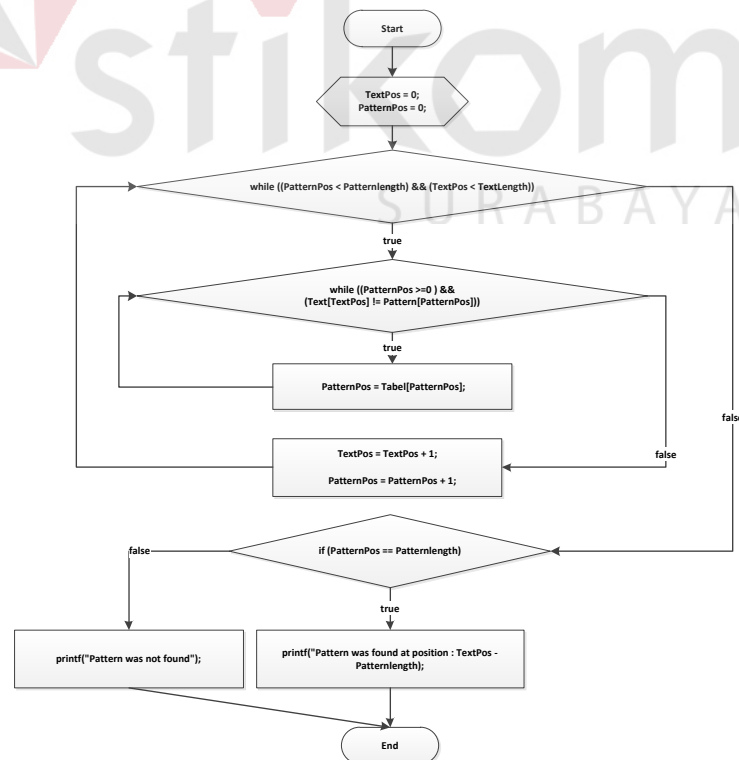 stikom
SURABAYA
Start
TextPos = 0;
PatternPos = 0;
while ((PatternPos < Patternlength) && (TextPos < TextLength))
true
while ((PatternPos >=0 ) &&
(Text[TextPos] != Pattern[PatternPos]))
true
PatternPos = Tabel[PatternPos];
false
TextPos = TextPos + 1;
false
PatternPos = PatternPos + 1;
if (PatternPos == Patternlength)
false
true
printf("Pattern was not found");
printf("Pattern was found at position : TextPos -
Patternlength);
End